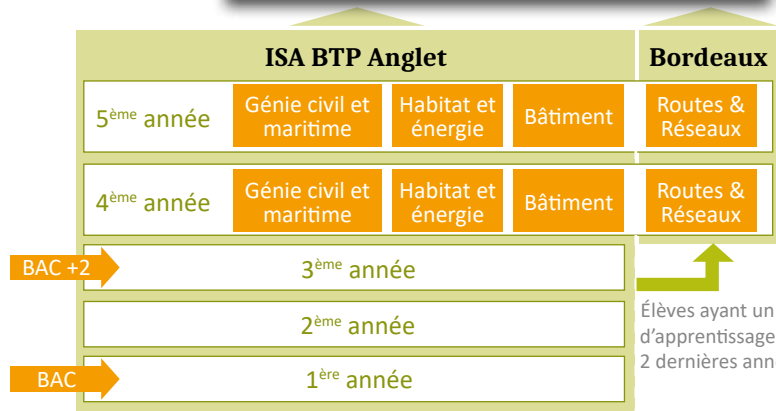 ISA BTP Anglet
Bordeaux
5ème année
Génie civil et
maritime
Habitat et
énergie
Bâtiment
Routes &
Réseaux
4ème année
Génie civil et
maritime
Habitat et
énergie
Bâtiment
Routes &
Réseaux
BAC +2
3ème année
2ème année
BAC
1ère année
Élèves ayant un
d’apprentissage
2 dernières